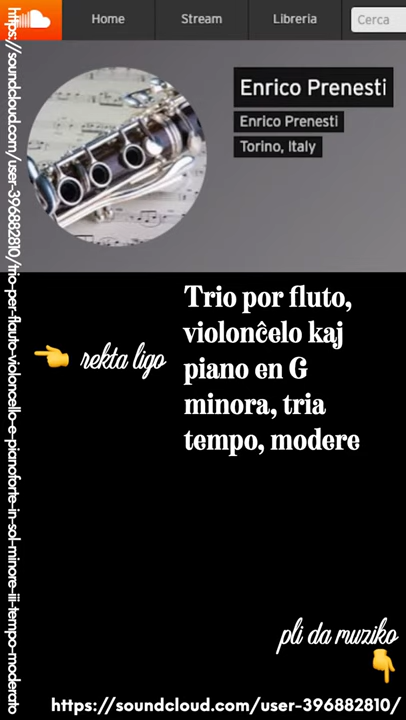 Home
Stream
Libreria
Cerca
Enrico Prenesti
Enrico Prenesti
Torino, Italy
https://soundcloud.com/user-396882810/trio-per-flauto-violoncello-e-pianoforte-in-sol-minore-iii-tempo-moderato
Trio por fluto,
violonĉelo kaj
piano en G
minora, tria
tempo, modere
👈 rekta ligo
pli da muziko
👇
https://soundcloud.com/user-396882810/